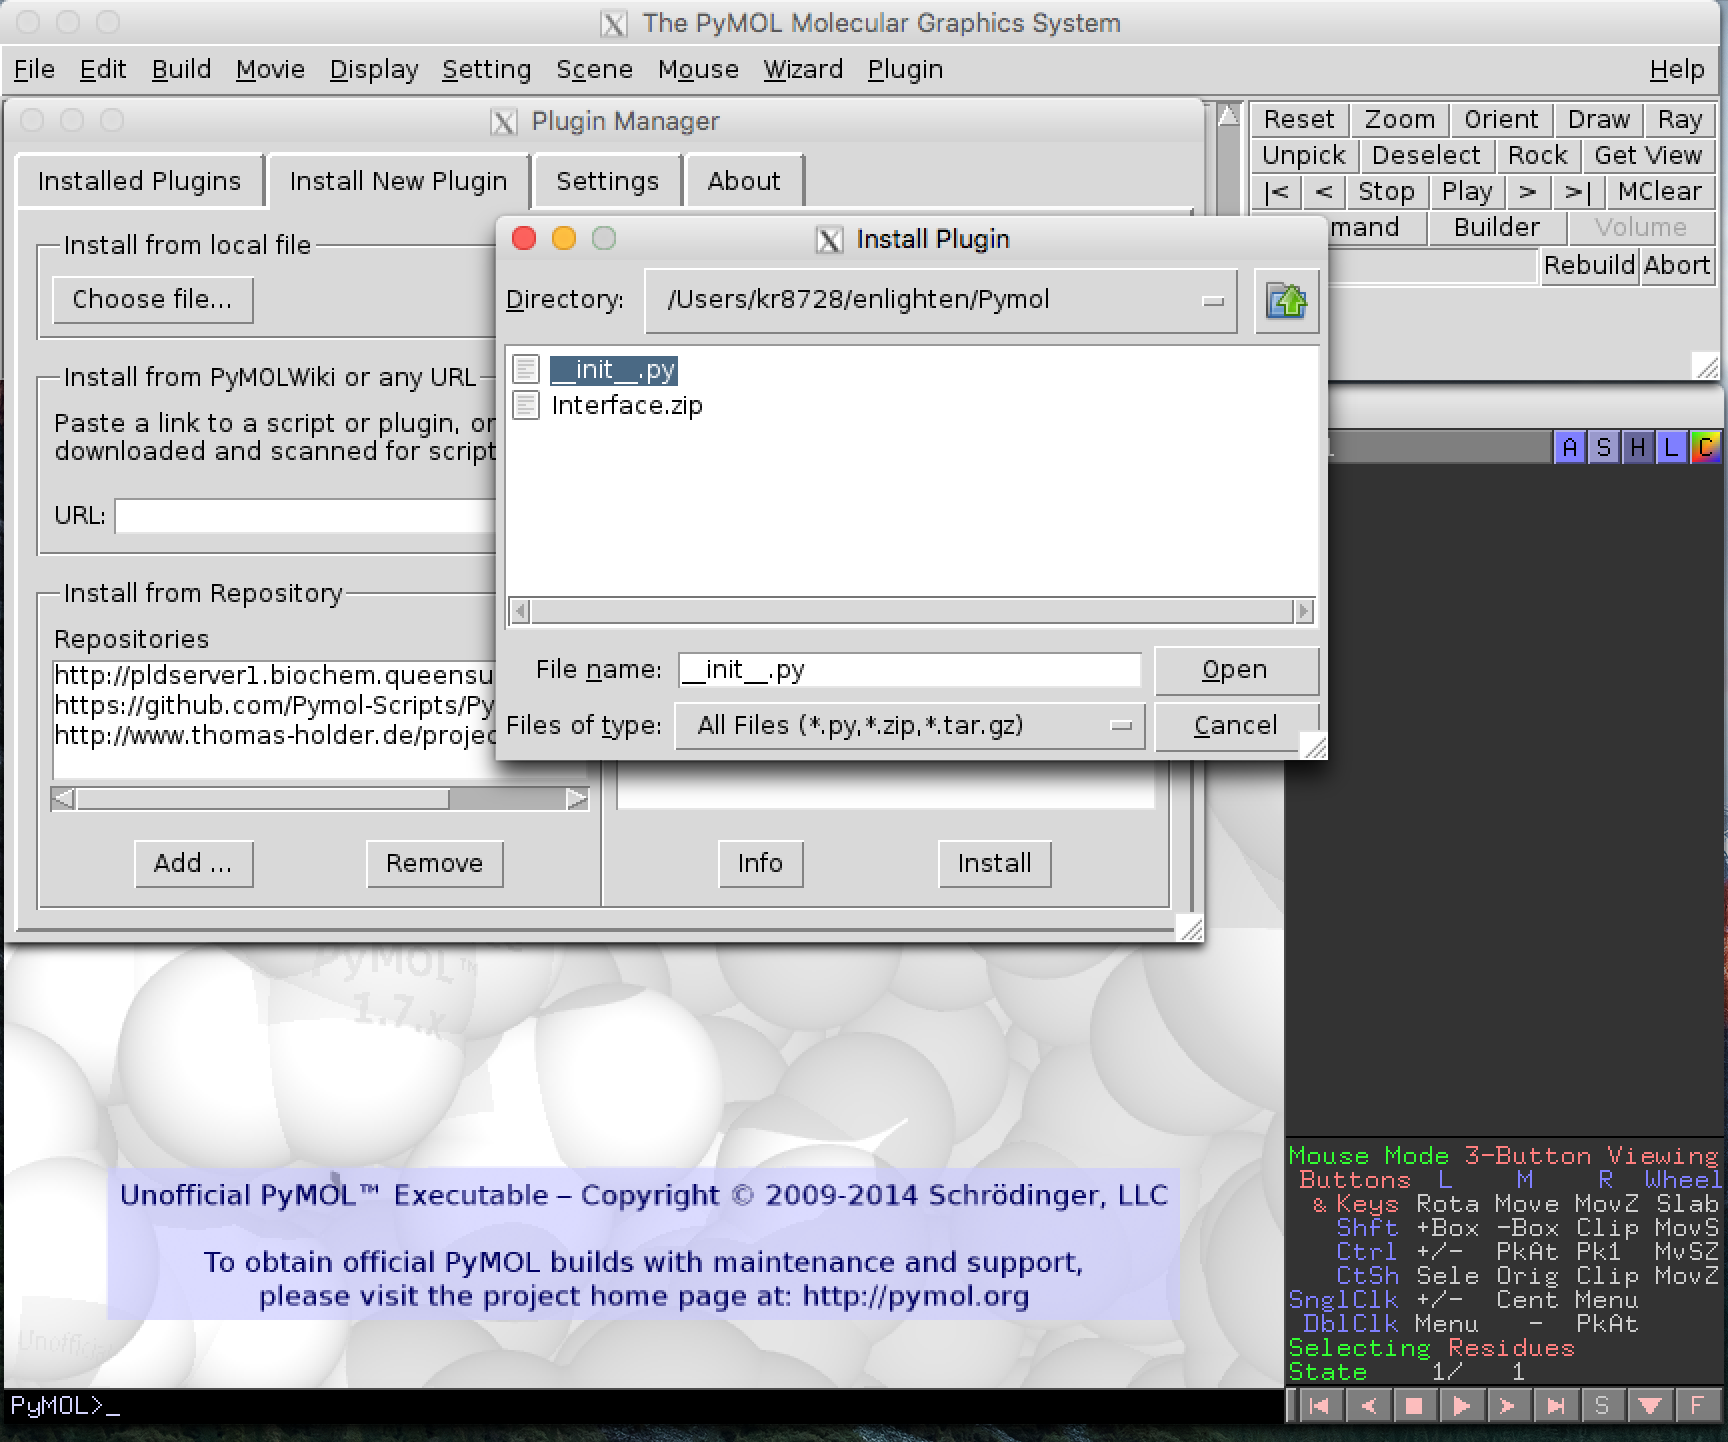 The PyMOL Molecular Graphics System
File Edit Build Movie Display Setting Scene Mouse Wizard Plugin Help
Plugin Manager
Installed Plugins Install New Plugin Settings About
Install from local file
Choose file...
Install from PyMOLWiki or any URL
Paste a link to a script or plugin, or
downloaded and scanned for script
URL:
Install from Repository
Repositories
http://pldserver1.biochem.queensu
https://github.com/Pymol-Scripts/Py
http://www.thomas-holder.de/projec
Add ... Remove Info Install
Install Plugin
Directory: /Users/kr8728/enlighten/Pymol
__init__.py
Interface.zip
File name: __init__.py Open
Files of type: All Files (*.py,*.zip,*.tar.gz) Cancel
Reset Zoom Orient Draw Ray
Unpick Deselect Rock Get View
|< < Stop Play > >| MClear
mand Builder Volume
Rebuild Abort
A S H L C
PyMOL™
1.7.x
Unofficial PyMOL™ Executable – Copyright © 2009-2014 Schrödinger, LLC
To obtain official PyMOL builds with maintenance and support,
please visit the project home page at: http://pymol.org
Unofficial
PyMOL>_
Mouse Mode 3-Button Viewing
Buttons L M R Wheel
& Keys Rota Move MovZ Slab
Shft +Box -Box Clip MovS
Ctrl +/- PkAt Pk1 MvSZ
CtSh Sele Orig Clip MovZ
SnglClk +/- Cent Menu
DblClk Menu - PkAt
Selecting Residues
State 1/ 1
S F